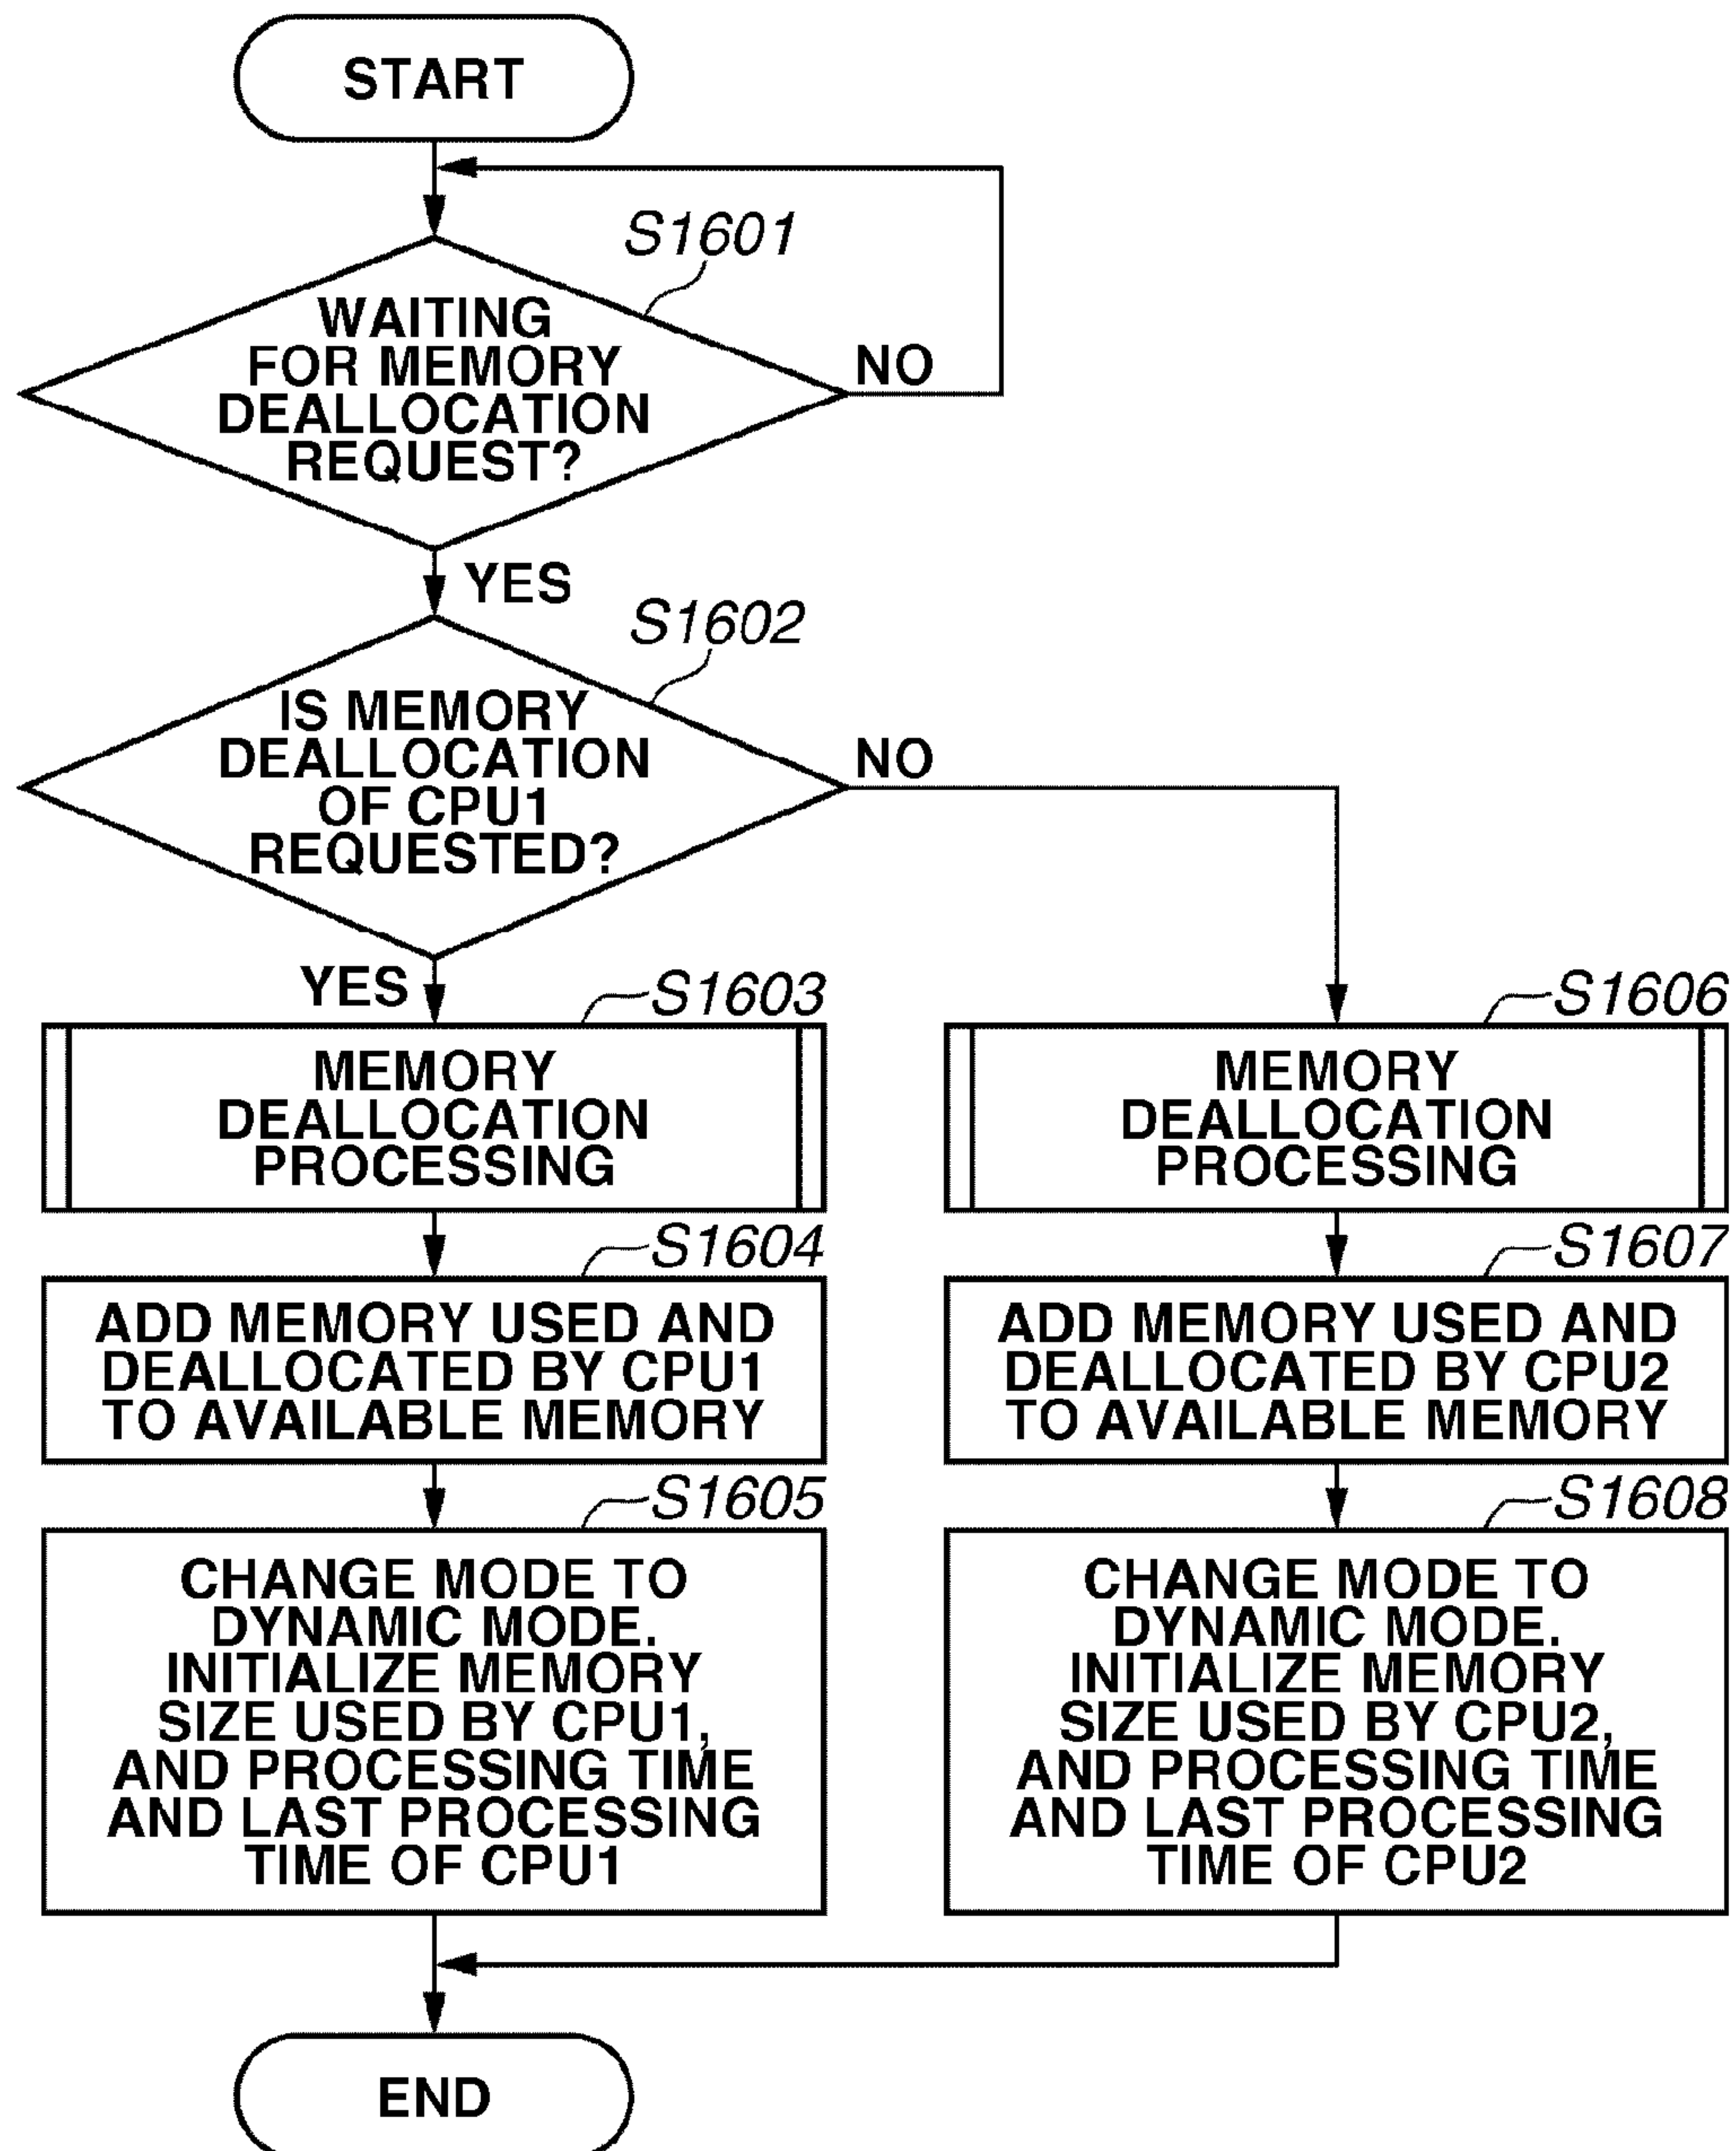 START
S1601
WAITING
FOR MEMORY
DEALLOCATION
REQUEST?
NO
YES
S1602
IS MEMORY
DEALLOCATION
OF CPU1
REQUESTED?
NO
YES
S1603
MEMORY
DEALLOCATION
PROCESSING
S1604
ADD MEMORY USED AND
DEALLOCATED BY CPU1
TO AVAILABLE MEMORY
S1605
CHANGE MODE TO
DYNAMIC MODE.
INITIALIZE MEMORY
SIZE USED BY CPU1,
AND PROCESSING TIME
AND LAST PROCESSING
TIME OF CPU1
S1606
MEMORY
DEALLOCATION
PROCESSING
S1607
ADD MEMORY USED AND
DEALLOCATED BY CPU2
TO AVAILABLE MEMORY
S1608
CHANGE MODE TO
DYNAMIC MODE.
INITIALIZE MEMORY
SIZE USED BY CPU2,
AND PROCESSING TIME
AND LAST PROCESSING
TIME OF CPU2
END